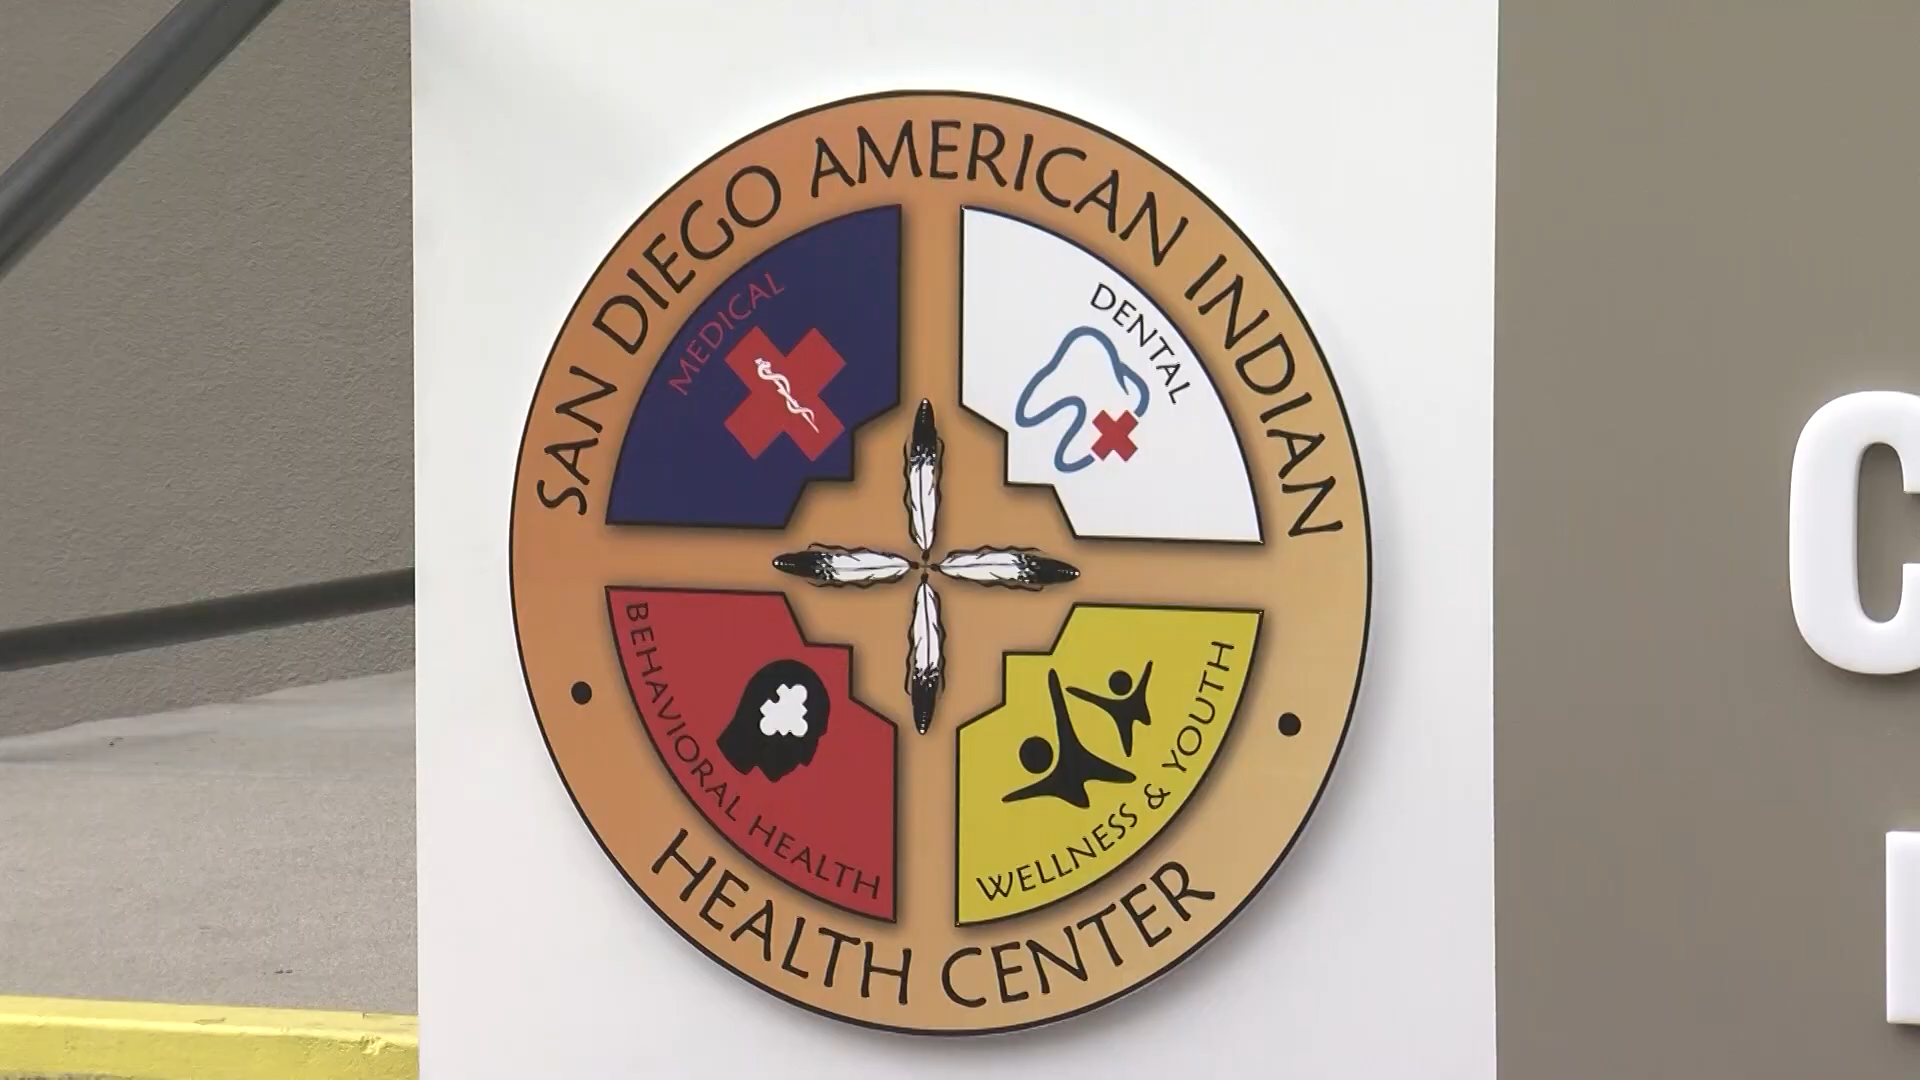 SAN DIEGO AMERICAN INDIAN
MEDICAL
DENTAL
BEHAVIORAL HEALTH
WELLNESS & YOUTH
HEALTH CENTER
C